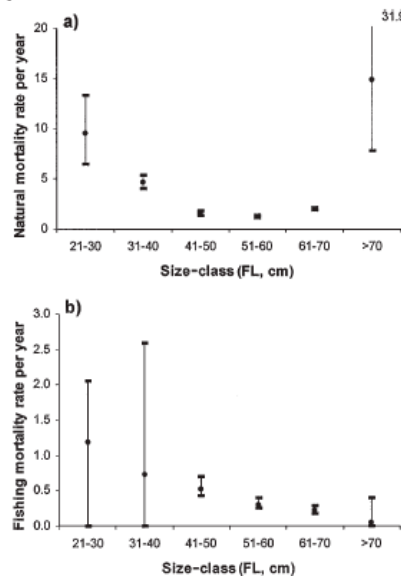 a)
31.9
Natural mortality rate per year
20
15
10
5
0
21-30 31-40 41-50 51-60 61-70 >70
Size-class (FL, cm)
b)
Fishing mortality rate per year
3.0
2.5
2.0
1.5
1.0
0.5
0.0
21-30 31-40 41-50 51-60 61-70 >70
Size-class (FL, cm)